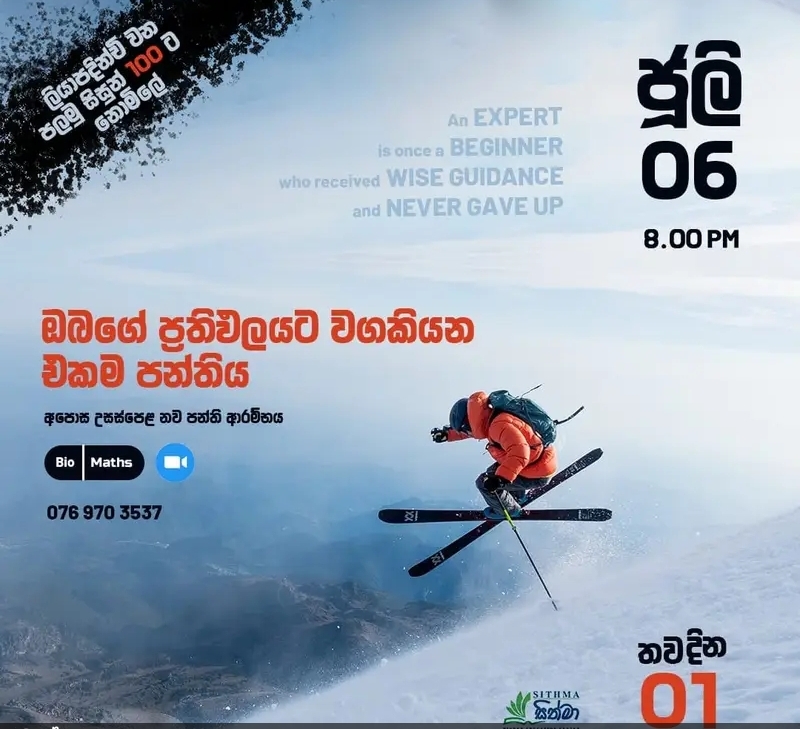 ලියාපදිංචි වන
පලමු සිසුන් 100 ට
නොමිලේ
ජූලි
06
8.00 PM
An EXPERT
is once a BEGINNER
who received WISE GUIDANCE
and NEVER GAVE UP
ඔබගේ ප්‍රතිඵලයට වගකියන
එකම පන්තිය
අපොස උසස්පෙළ නව පන්ති ආරම්භය
Bio Maths
076 970 3537
තවදින
01
SITHMA
සිත්මා